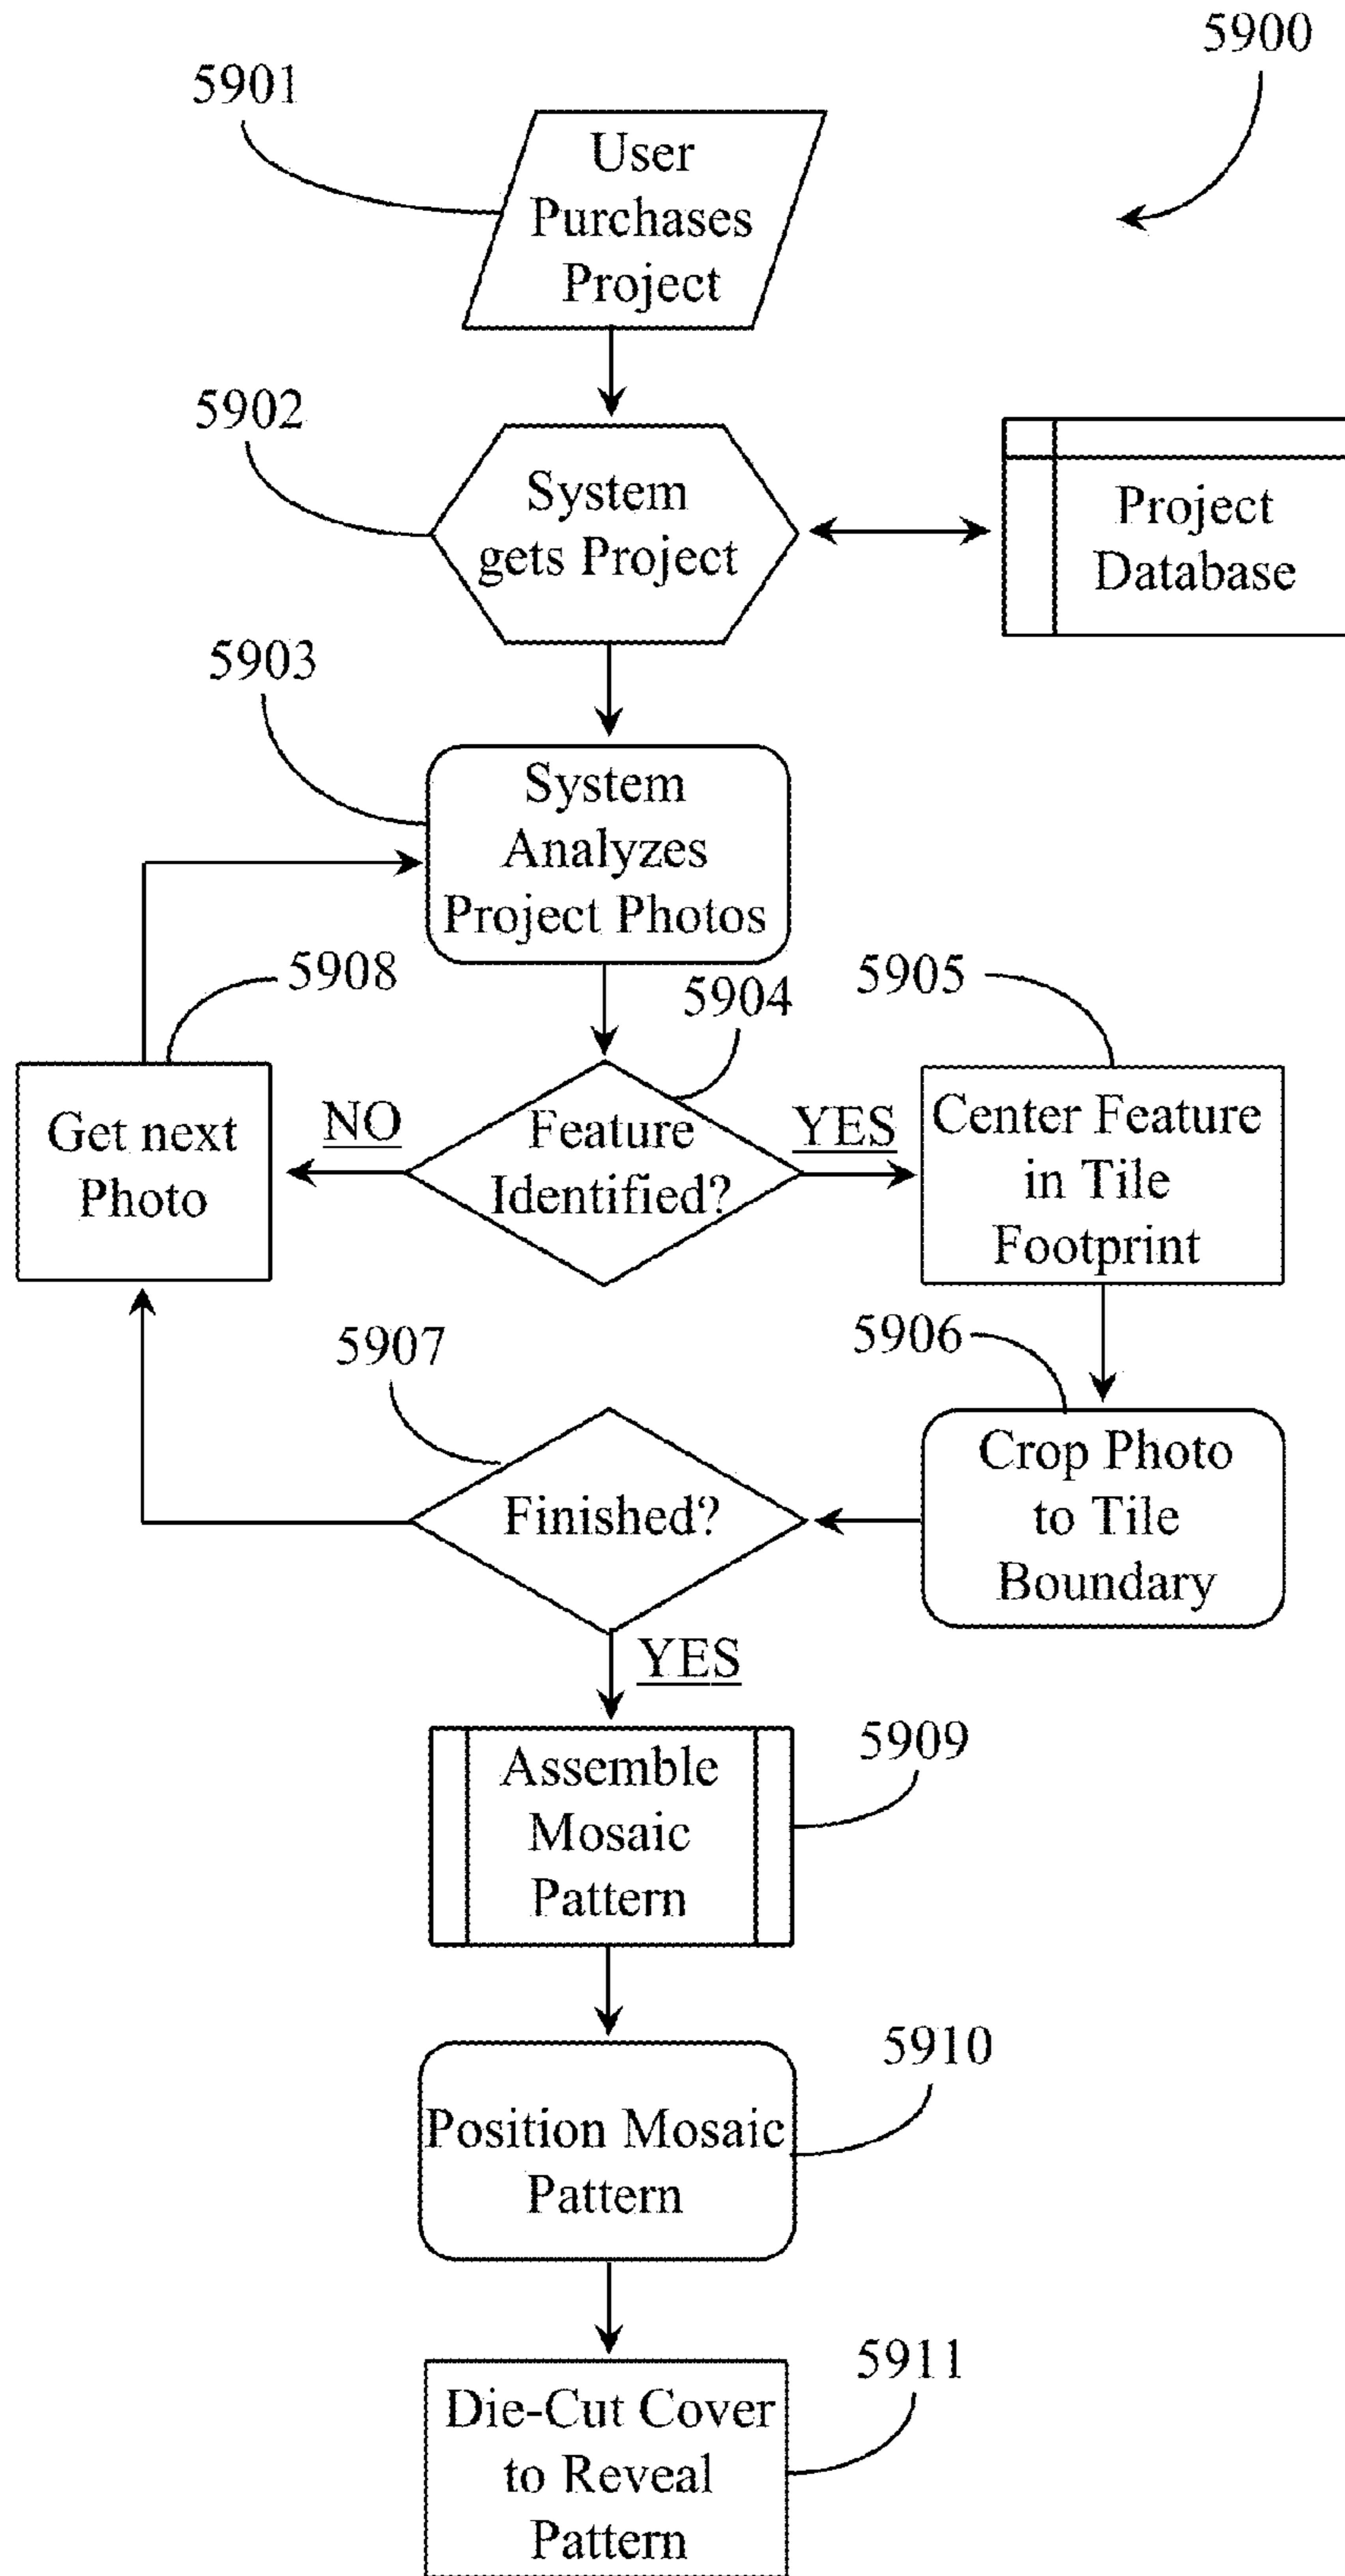 5900
5901
User
Purchases
Project
5902
System
gets Project
Project
Database
5903
System
Analyzes
Project Photos
5908
5904
5905
Get next
Photo
NO
Feature
Identified?
YES
Center Feature
in Tile
Footprint
5907
5906
Finished?
Crop Photo
to Tile
Boundary
YES
Assemble
Mosaic
Pattern
5909
5910
Position Mosaic
Pattern
5911
Die-Cut Cover
to Reveal
Pattern